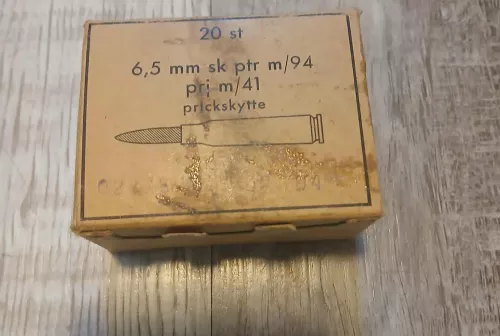 20 st
6,5 mm sk ptr m/94
prj m/41
prickskytte